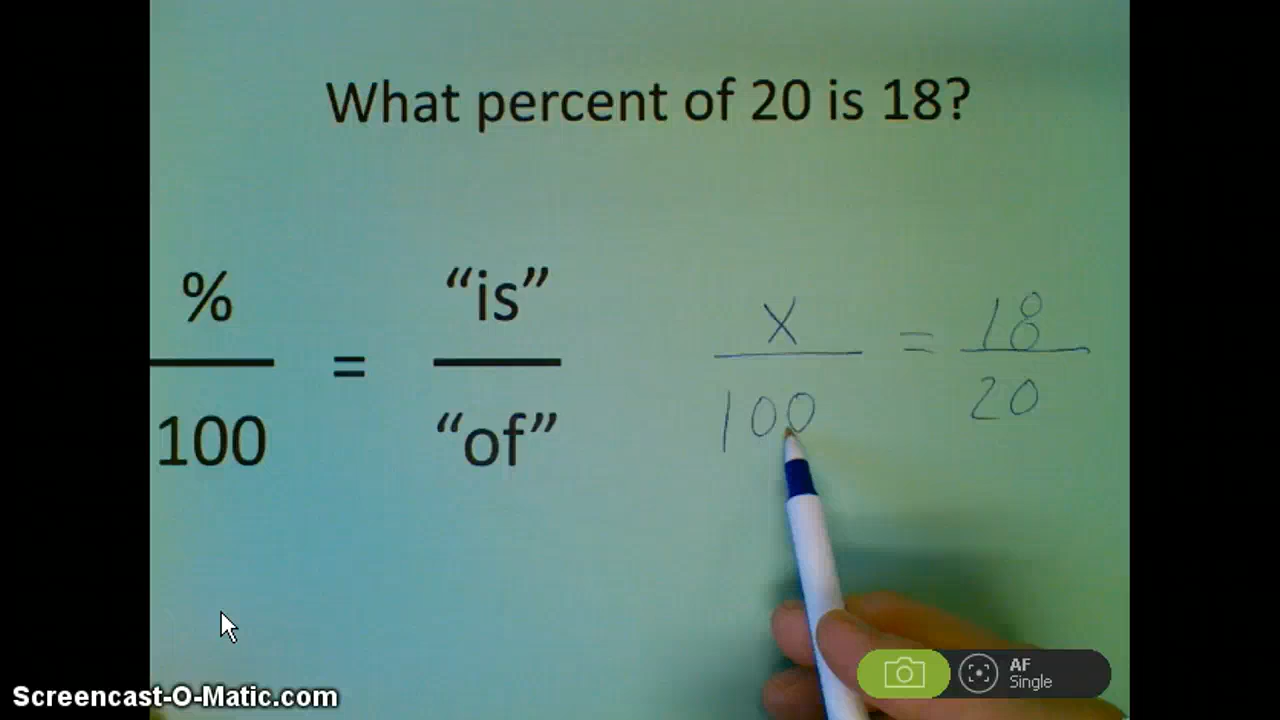 What percent of 20 is 18?
% “is” X 18
= =
100 “of” 100 20
AF
Single
Screencast-O-Matic.com